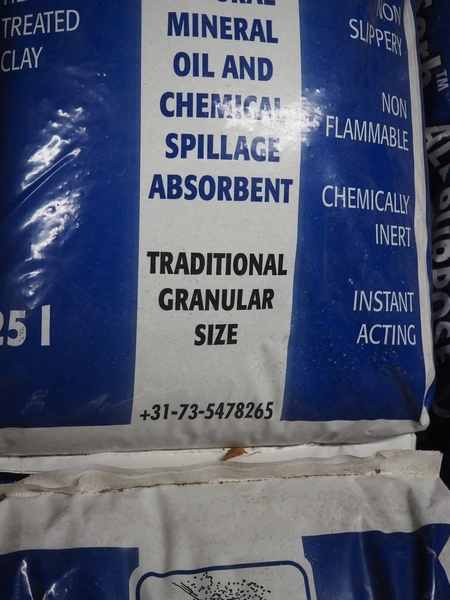 TREATED
CLAY
25 l
MINERAL
OIL AND
CHEMICAL
SPILLAGE
ABSORBENT
TRADITIONAL
GRANULAR
SIZE
+31-73-5478265
NON
SLIPPERY
NON
FLAMMABLE
CHEMICALLY
INERT
INSTANT
ACTING